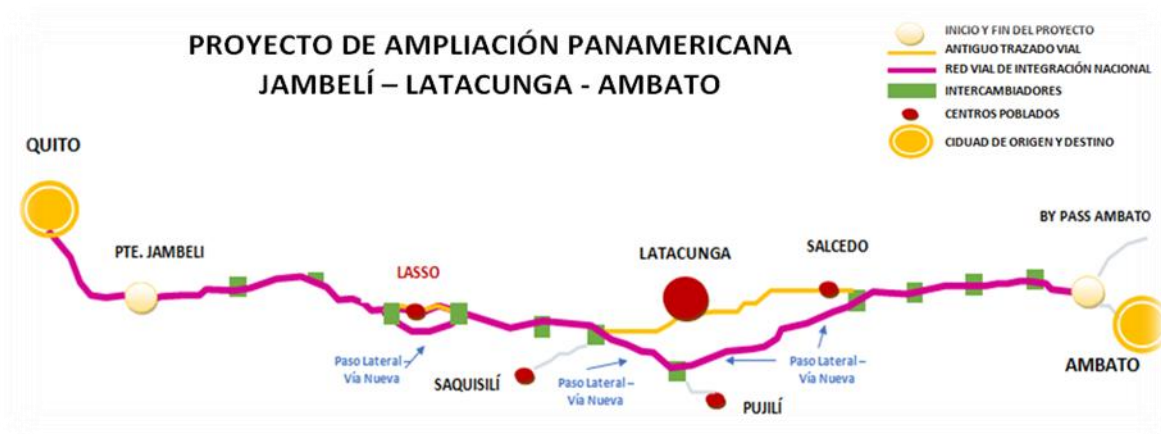 PROYECTO DE AMPLIACIÓN PANAMERICANA
JAMBELÍ – LATACUNGA - AMBATO
INICIO Y FIN DEL PROYECTO
ANTIGUO TRAZADO VIAL
RED VIAL DE INTEGRACIÓN NACIONAL
INTERCAMBIADORES
CENTROS POBLADOS
CIDUAD DE ORIGEN Y DESTINO
QUITO
PTE. JAMBELI
LASSO
LATACUNGA
SALCEDO
BY PASS AMBATO
Paso Lateral –
Vía Nueva
SAQUISILÍ
Paso Lateral –
Vía Nueva
PUJILÍ
Paso Lateral –
Vía Nueva
AMBATO